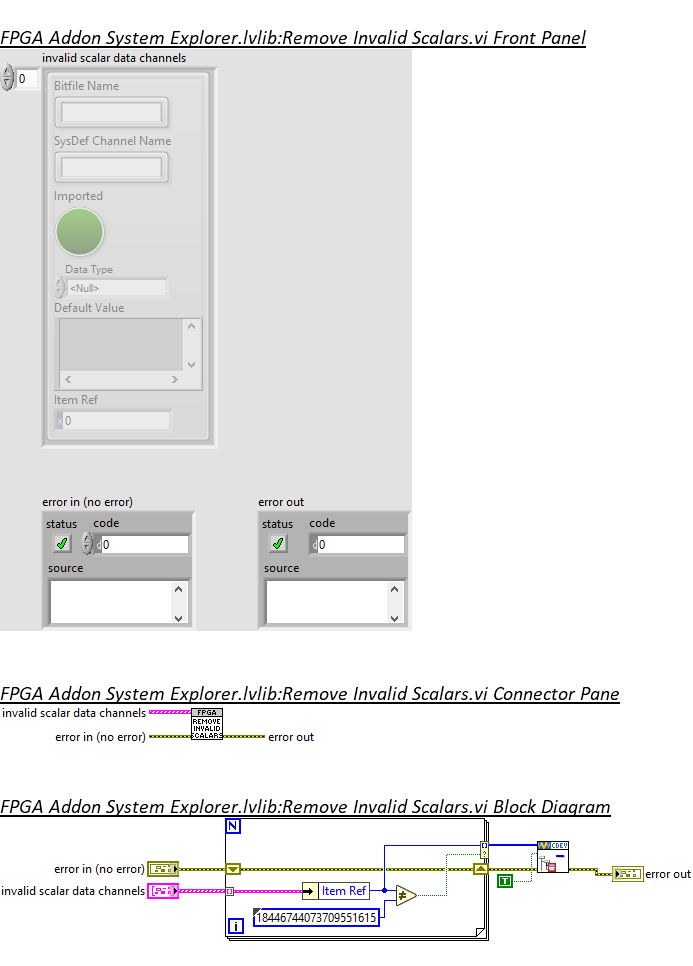 FPGA Addon System Explorer.lvlib:Remove Invalid Scalars.vi Front Panel
invalid scalar data channels
0
Bitfile Name
SysDef Channel Name
Imported
Data Type
<Null>
Default Value
Item Ref
x 0
error in (no error)
status code
d 0
source
error out
status code
d 0
source
FPGA Addon System Explorer.lvlib:Remove Invalid Scalars.vi Connector Pane
invalid scalar data channels
error in (no error)
FPGA
REMOVE
INVALID
SCALARS
error out
FPGA Addon System Explorer.lvlib:Remove Invalid Scalars.vi Block Diagram
N
CDEV
error in (no error)
error out
T
invalid scalar data channels
Item Ref
≠
18446744073709551615
i